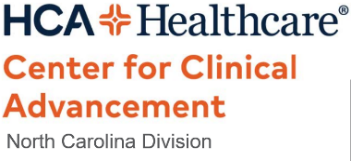 HCA Healthcare®
Center for Clinical
Advancement
North Carolina Division